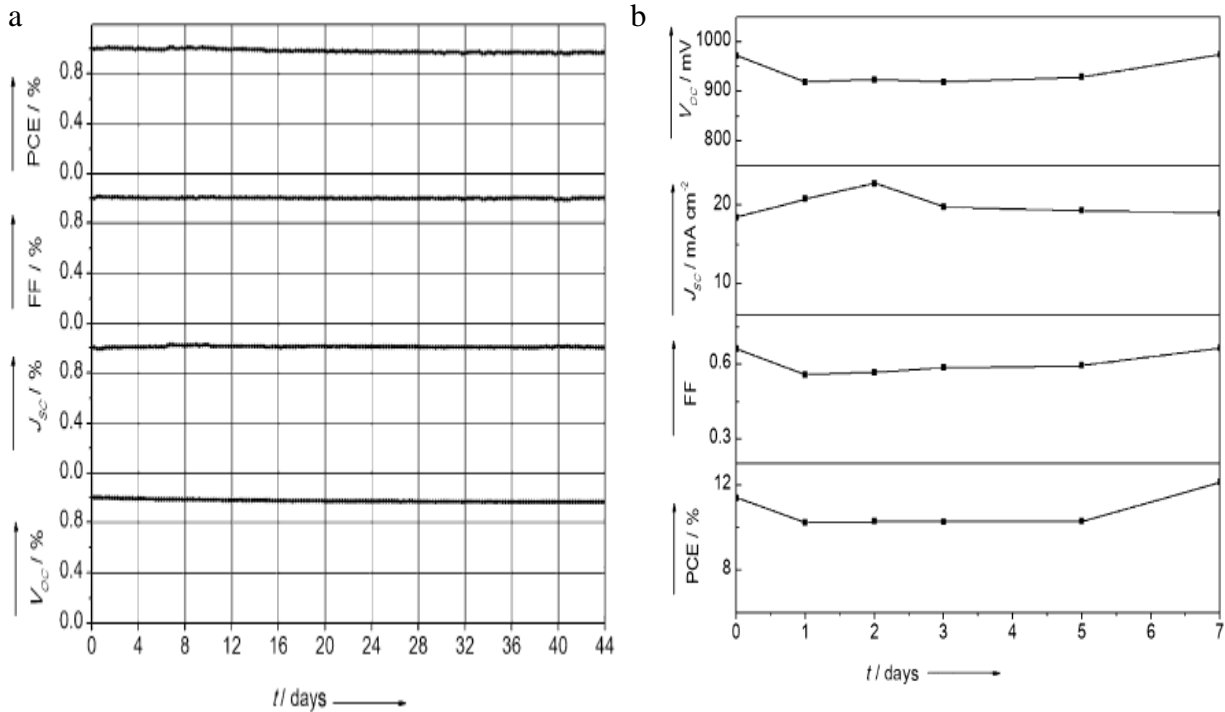 a
PCE / %
0.8
0.4
0.0
FF / %
0.8
0.4
0.0
J_SC / %
0.8
0.4
0.0
V_OC / %
0.8
0.4
0.0
0 4 8 12 16 20 24 28 32 36 40 44
t / days
b
V_OC / mV
1000
900
800
J_SC / mA cm⁻²
20
10
FF
0.6
0.3
PCE / %
12
8
0 1 2 3 4 5 6 7
t / days